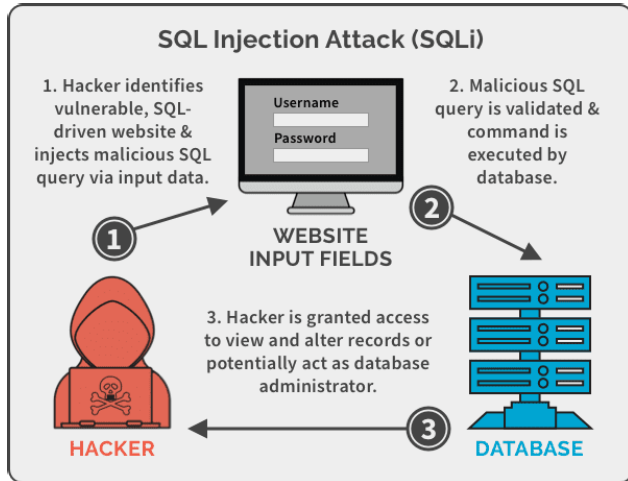 SQL Injection Attack (SQLi)
1. Hacker identifies
vulnerable, SQL-
driven website &
injects malicious SQL
query via input data.
Username
Password
2. Malicious SQL
query is validated &
command is
executed by
database.
1
2
WEBSITE
INPUT FIELDS
3. Hacker is granted access
to view and alter records or
potentially act as database
administrator.
3
HACKER
DATABASE